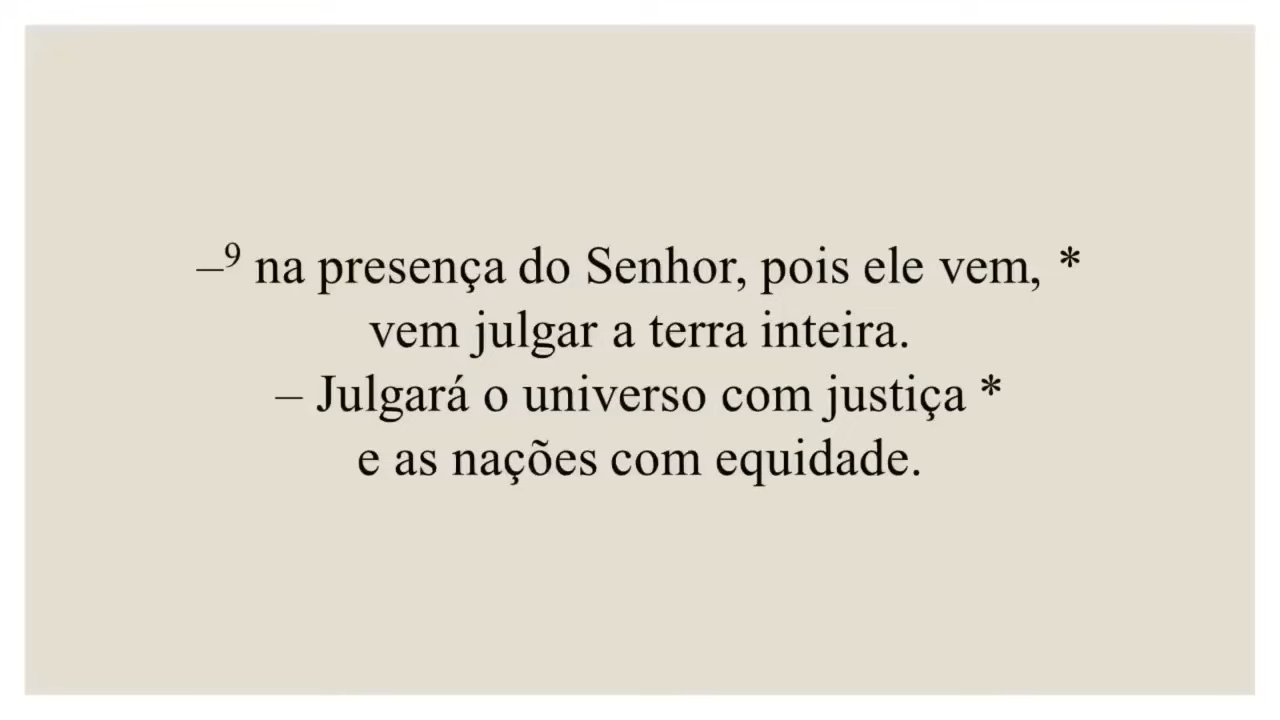 –⁹ na presença do Senhor, pois ele vem, *
vem julgar a terra inteira.
– Julgará o universo com justiça *
e as nações com equidade.